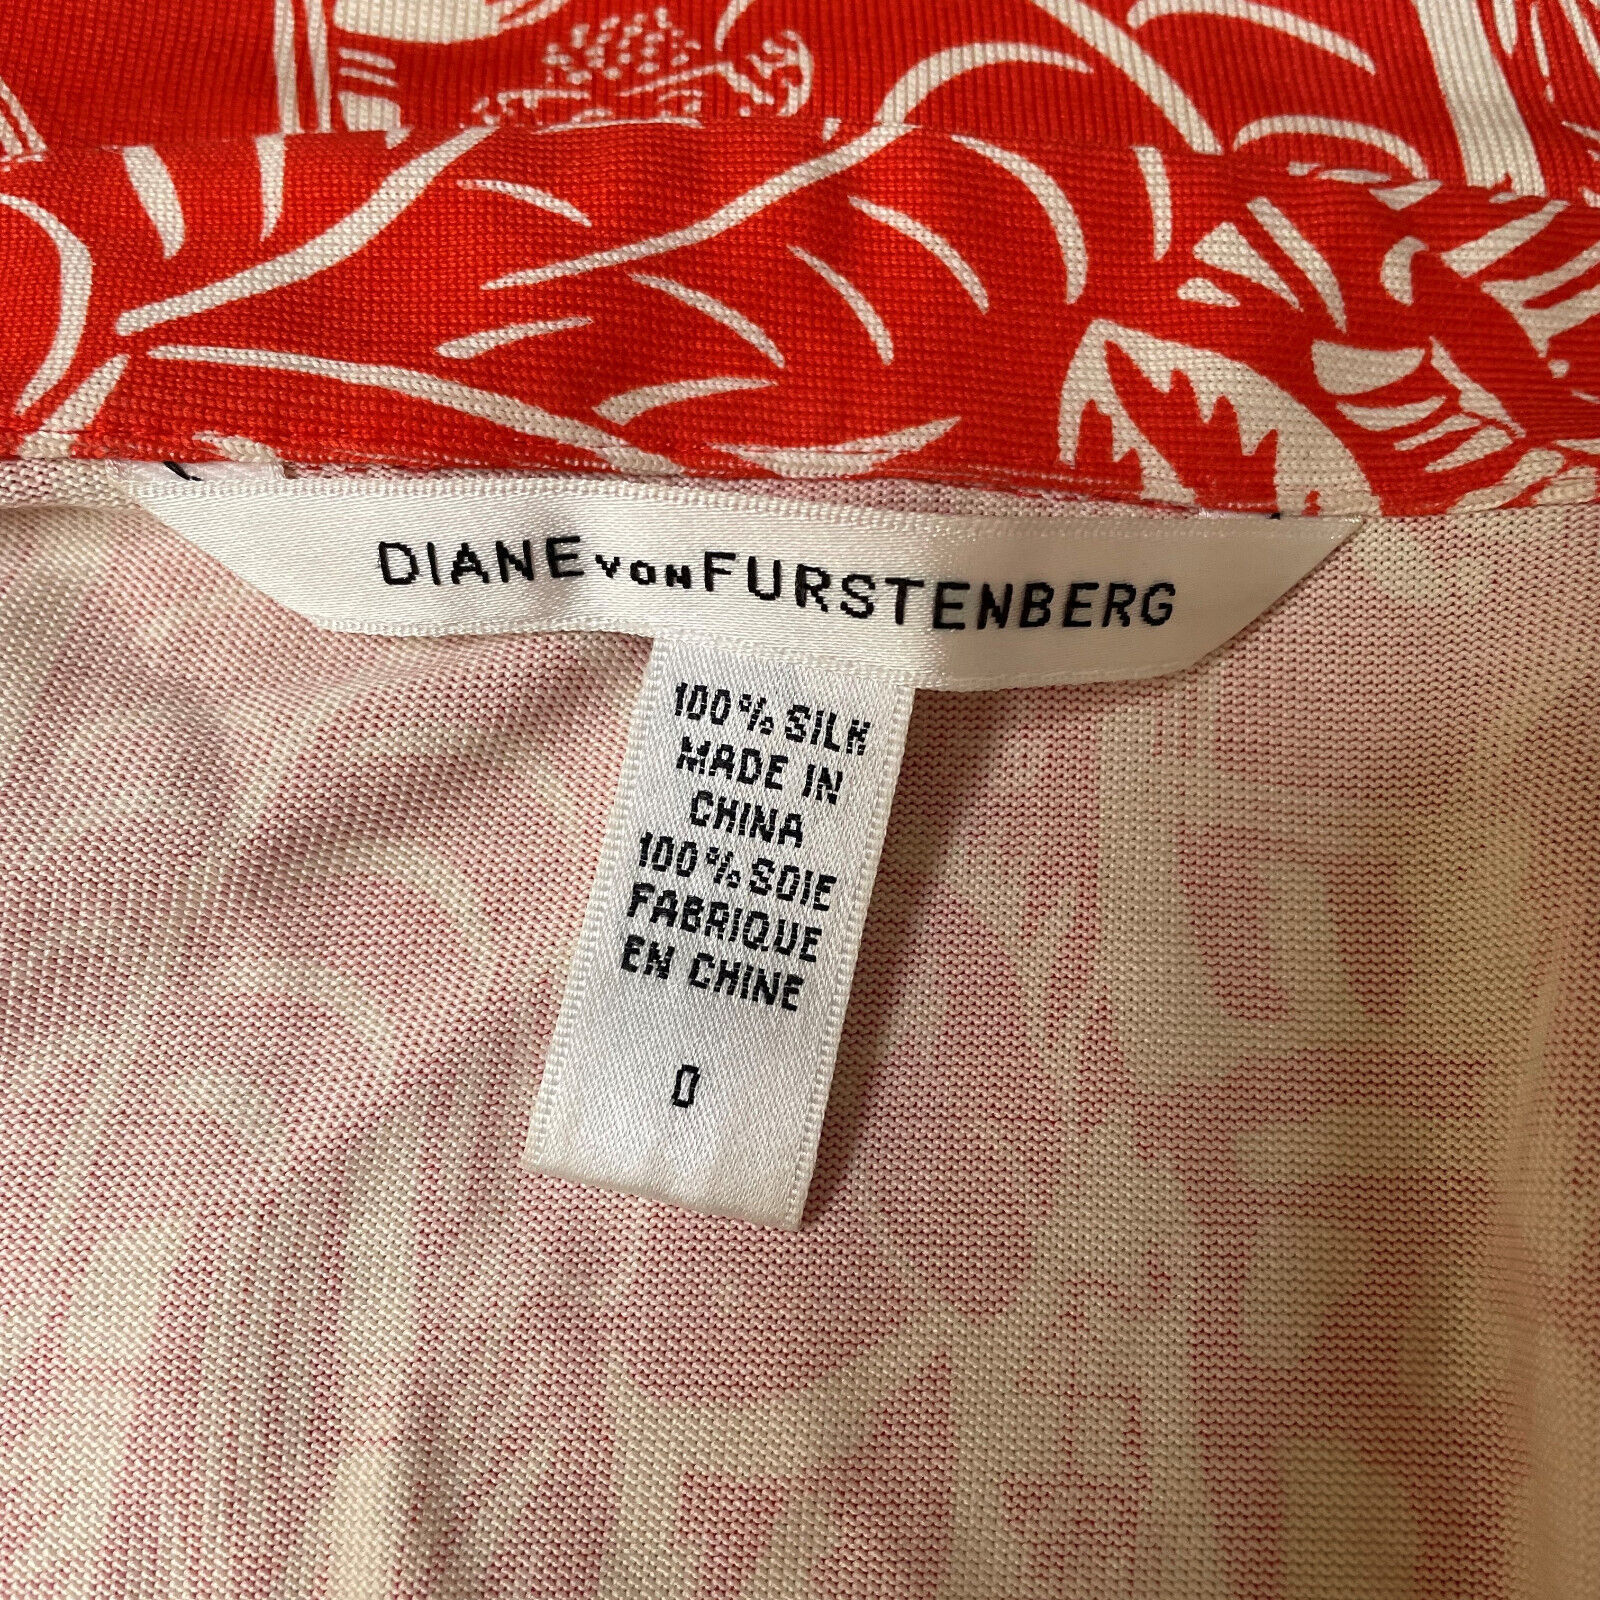 DIANE VON FURSTENBERG
100% SILK
MADE IN
CHINA
100% SOIE
FABRIQUE
EN CHINE
0